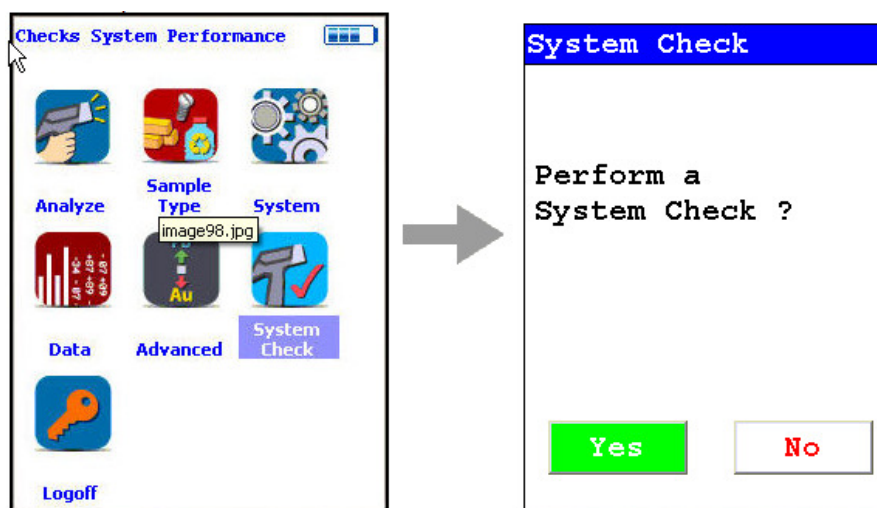 Checks System Performance
Analyze
Sample
Type
System
image98.jpg
Au
Data
Advanced
System
Check
Logoff
System Check
Perform a
System Check ?
Yes
No